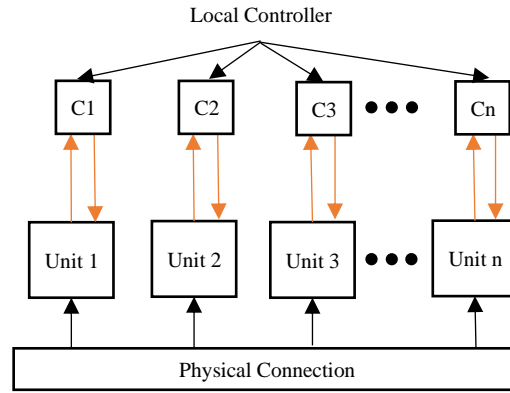 Local Controller
C1 C2 C3 Cn
Unit 1 Unit 2 Unit 3 Unit n
Physical Connection